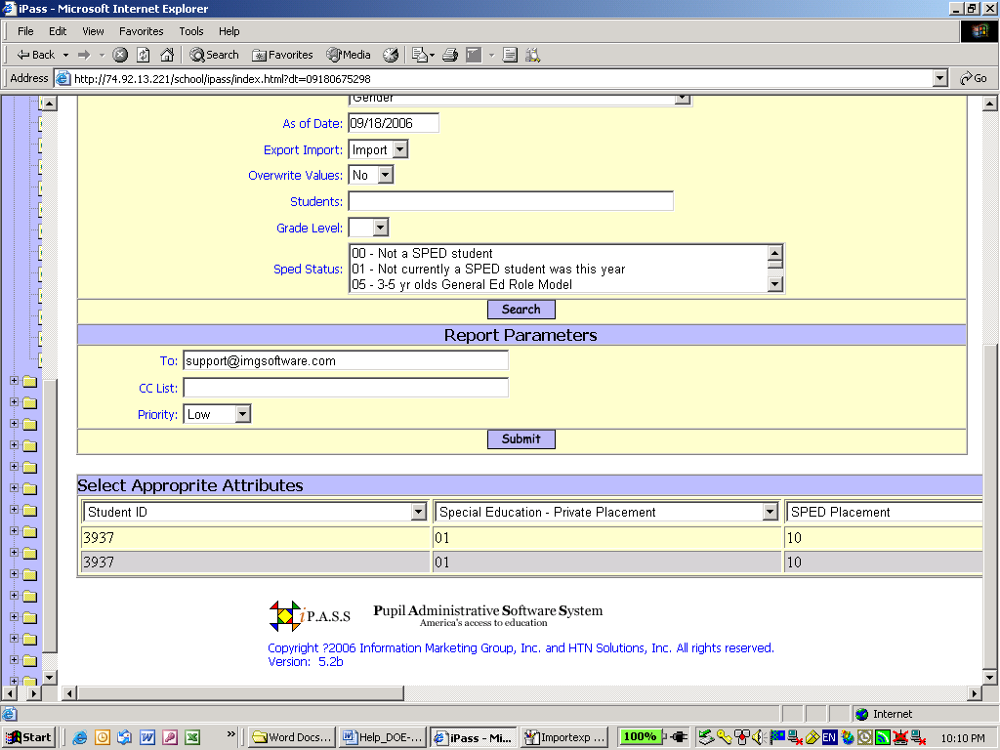 iPass - Microsoft Internet Explorer
File Edit View Favorites Tools Help
Back Search Favorites Media
Address http://74.92.13.221/school/ipass/index.html?dt=09180675298 Go
Gender
As of Date: 09/18/2006
Export Import: Import
Overwrite Values: No
Students:
Grade Level:
Sped Status: 00 - Not a SPED student
01 - Not currently a SPED student was this year
05 - 3-5 yr olds General Ed Role Model
Search
Report Parameters
To: support@imgsoftware.com
CC List:
Priority: Low
Submit
Select Approprite Attributes
Student ID Special Education - Private Placement SPED Placement
3937 01 10
3937 01 10
iP.A.S.S Pupil Administrative Software System
America's access to education
Copyright ?2006 Information Marketing Group, Inc. and HTN Solutions, Inc. All rights reserved.
Version: 5.2b
Internet
Start » Word Docs... Help_DOE-... iPass - Mi... Importexp ... 100% EN 10:10 PM